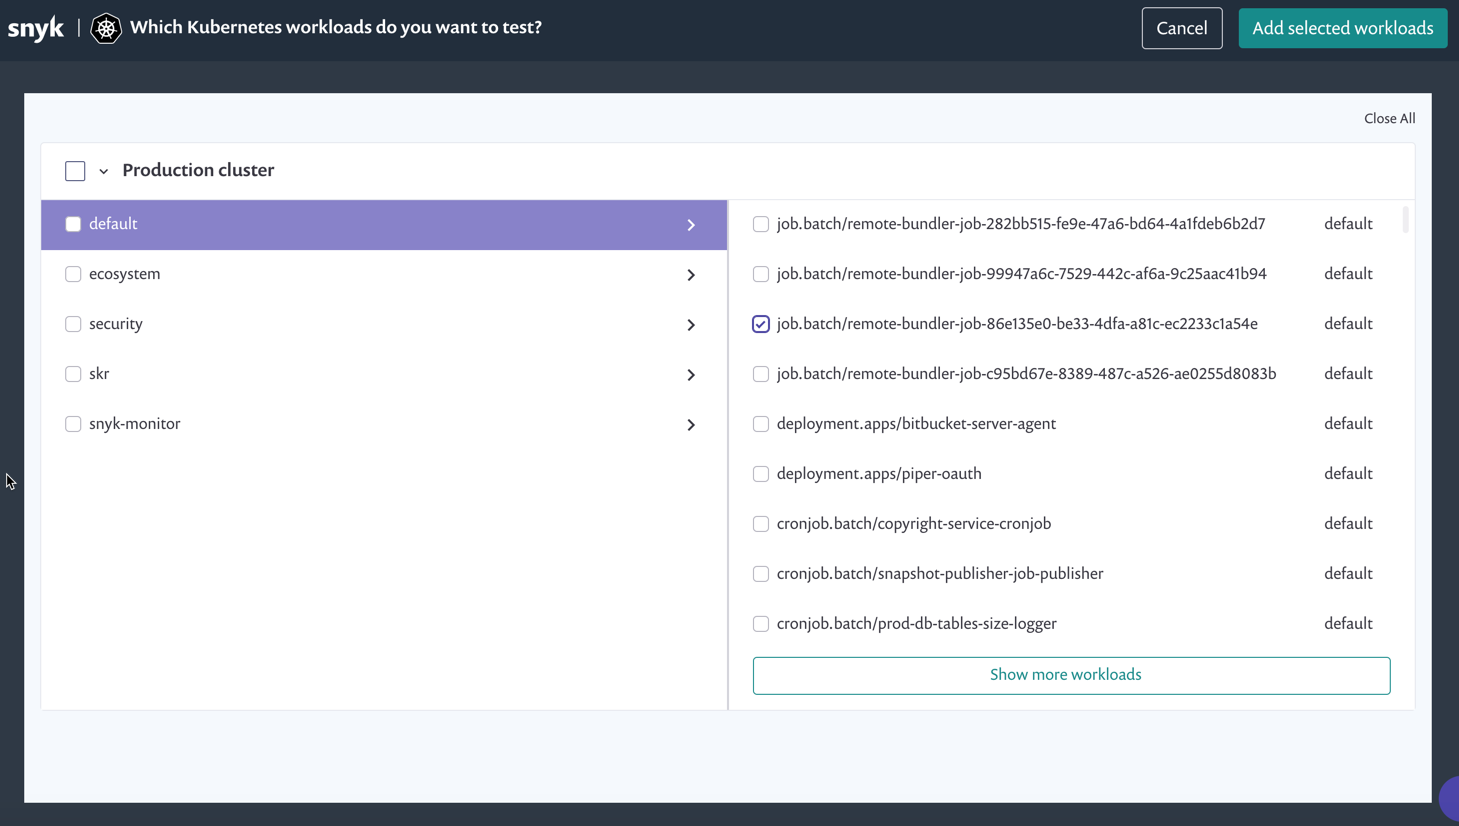 snyk | Which Kubernetes workloads do you want to test?
Cancel
Add selected workloads
Close All
Production cluster
default
ecosystem
security
skr
snyk-monitor
job.batch/remote-bundler-job-282bb515-fe9e-47a6-bd64-4a1fdeb6b2d7 default
job.batch/remote-bundler-job-99947a6c-7529-442c-af6a-9c25aac41b94 default
job.batch/remote-bundler-job-86e135e0-be33-4dfa-a81c-ec2233c1a54e default
job.batch/remote-bundler-job-c95bd67e-8389-487c-a526-ae0255d8083b default
deployment.apps/bitbucket-server-agent default
deployment.apps/piper-oauth default
cronjob.batch/copyright-service-cronjob default
cronjob.batch/snapshot-publisher-job-publisher default
cronjob.batch/prod-db-tables-size-logger default
Show more workloads